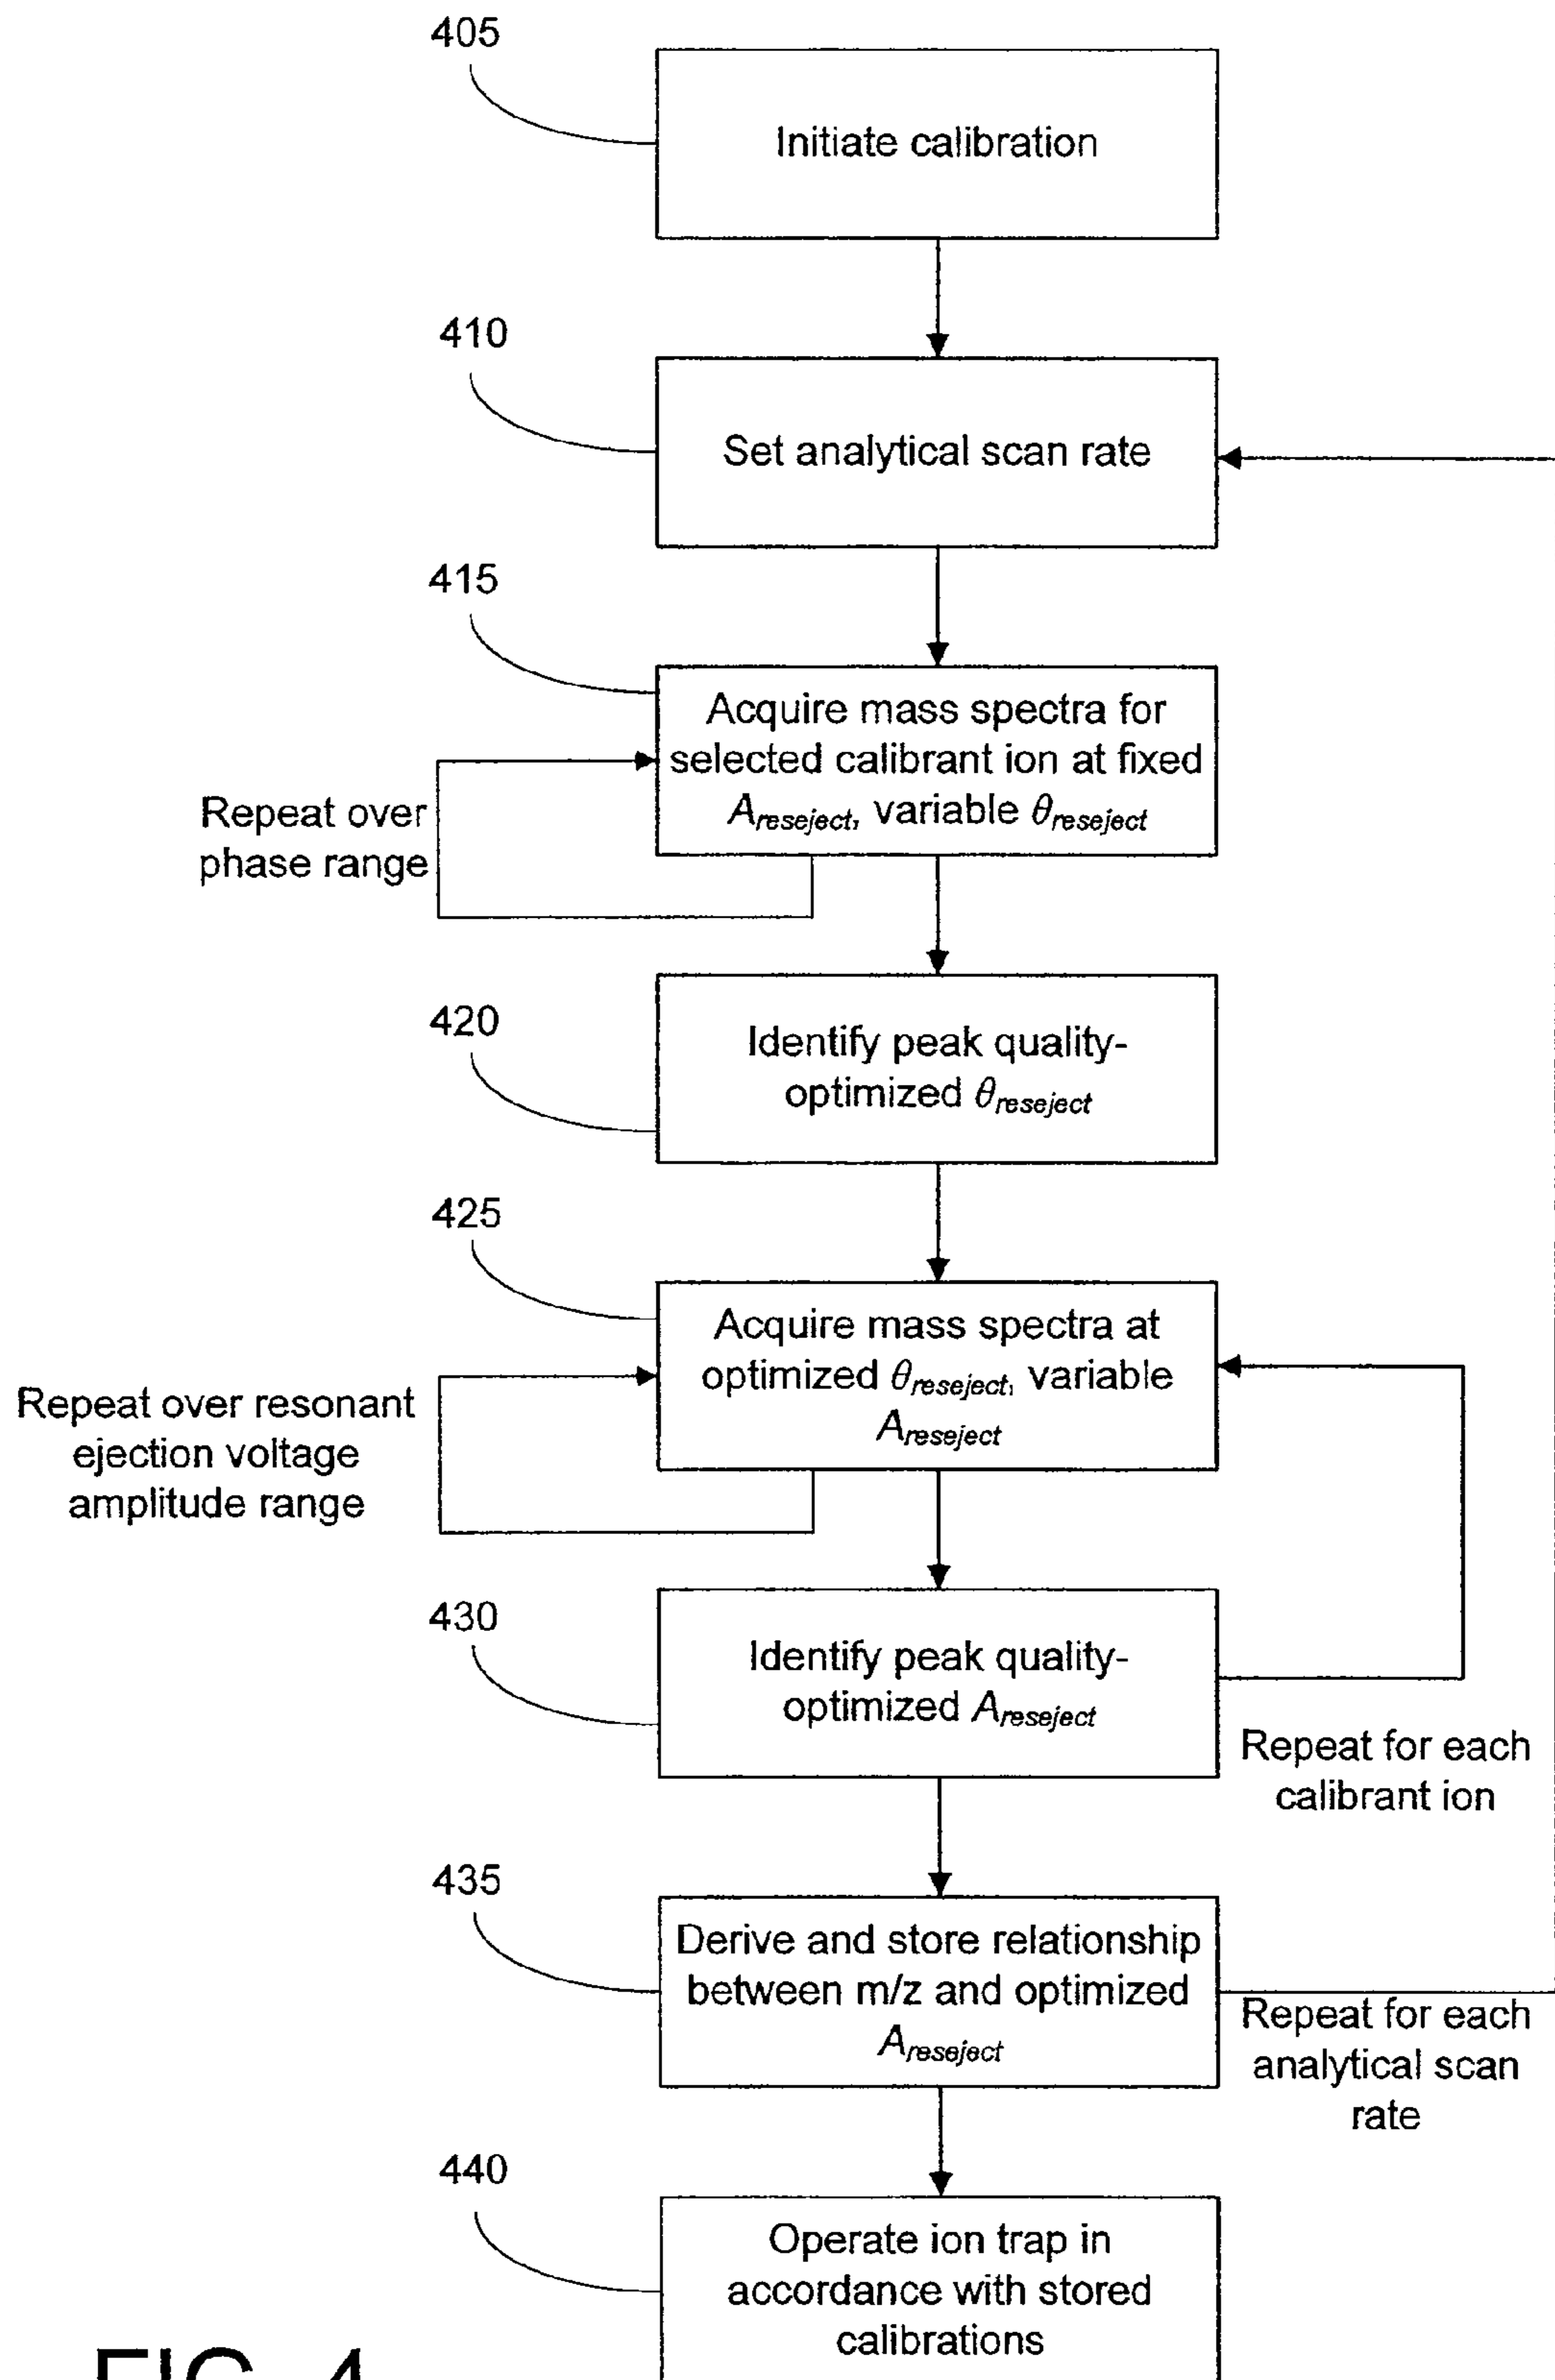 405
Initiate calibration
410
Set analytical scan rate
415
Acquire mass spectra for
selected calibrant ion at fixed
Areseject, variable θreseject
Repeat over
phase range
420
Identify peak quality-
optimized θreseject
425
Acquire mass spectra at
optimized θreseject, variable
Areseject
Repeat over resonant
ejection voltage
amplitude range
430
Identify peak quality-
optimized Areseject
Repeat for each
calibrant ion
435
Derive and store relationship
between m/z and optimized
Areseject
Repeat for each
analytical scan
rate
440
Operate ion trap in
accordance with stored
calibrations
FIG. 4